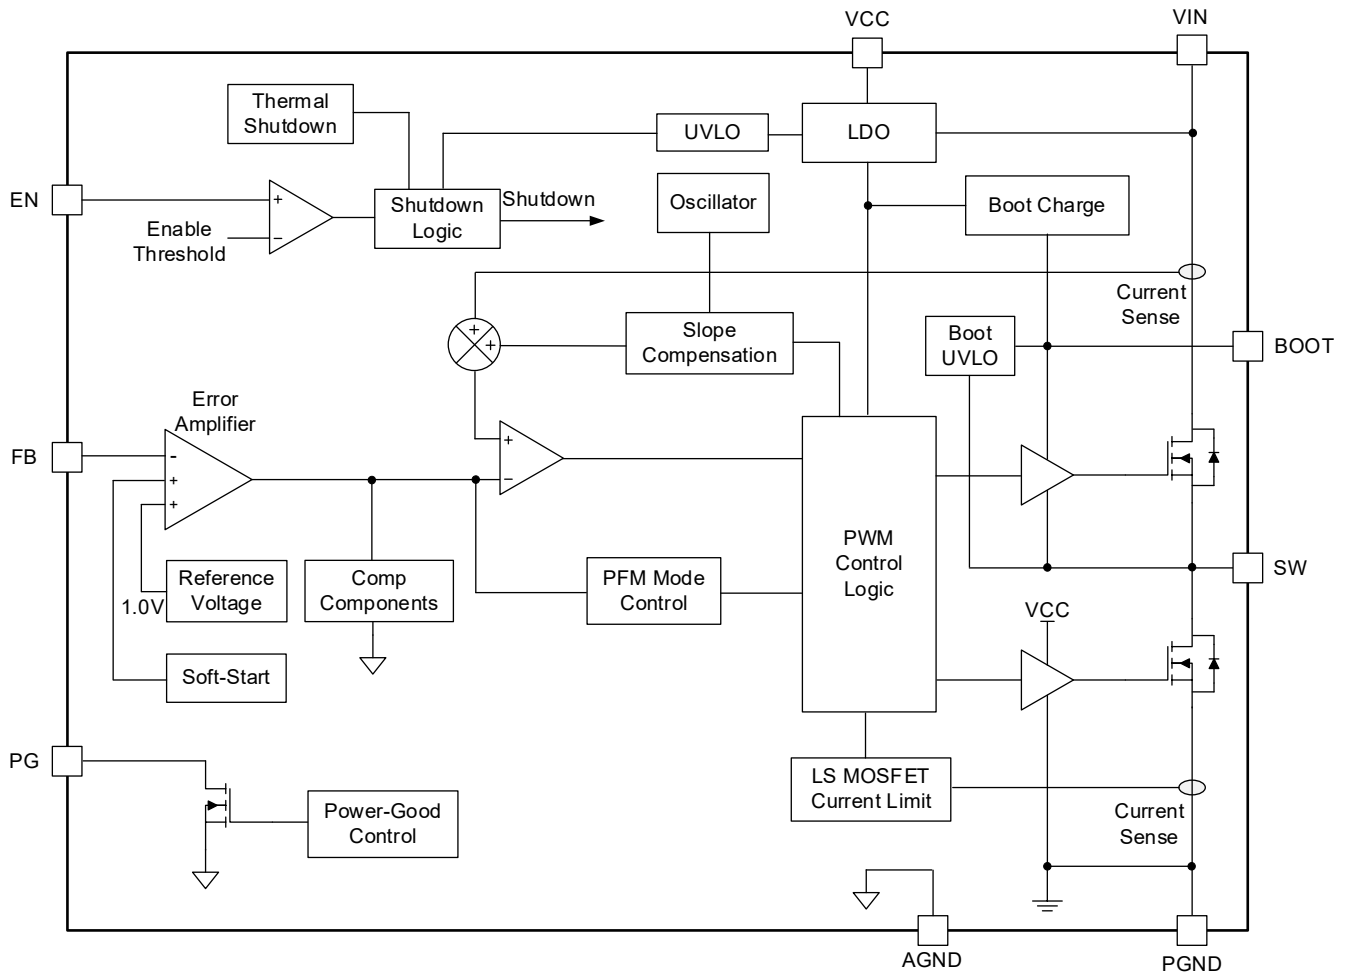 VCC
VIN
Thermal
Shutdown
UVLO
LDO
EN
+
Shutdown
Logic
Shutdown
Oscillator
Boot Charge
Enable
Threshold
−
Current
Sense
+
+
Slope
Compensation
Boot
UVLO
BOOT
Error
Amplifier
FB
-
+
+
+
−
PWM
Control
Logic
SW
Reference
Voltage
1.0V
Comp
Components
PFM Mode
Control
VCC
Soft-Start
PG
LS MOSFET
Current Limit
Power-Good
Control
Current
Sense
AGND
PGND